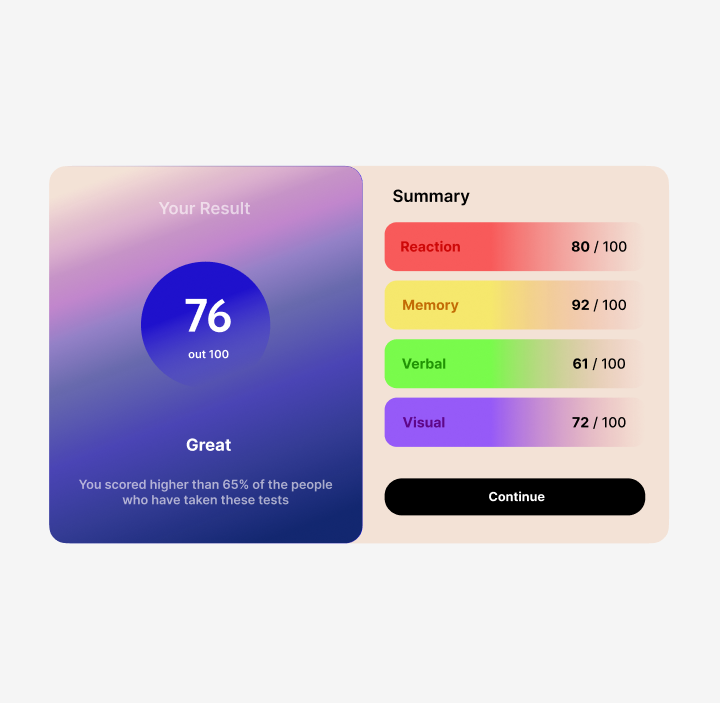 Your Result
76
out 100
Great
You scored higher than 65% of the people
who have taken these tests
Summary
Reaction 80 / 100
Memory 92 / 100
Verbal 61 / 100
Visual 72 / 100
Continue